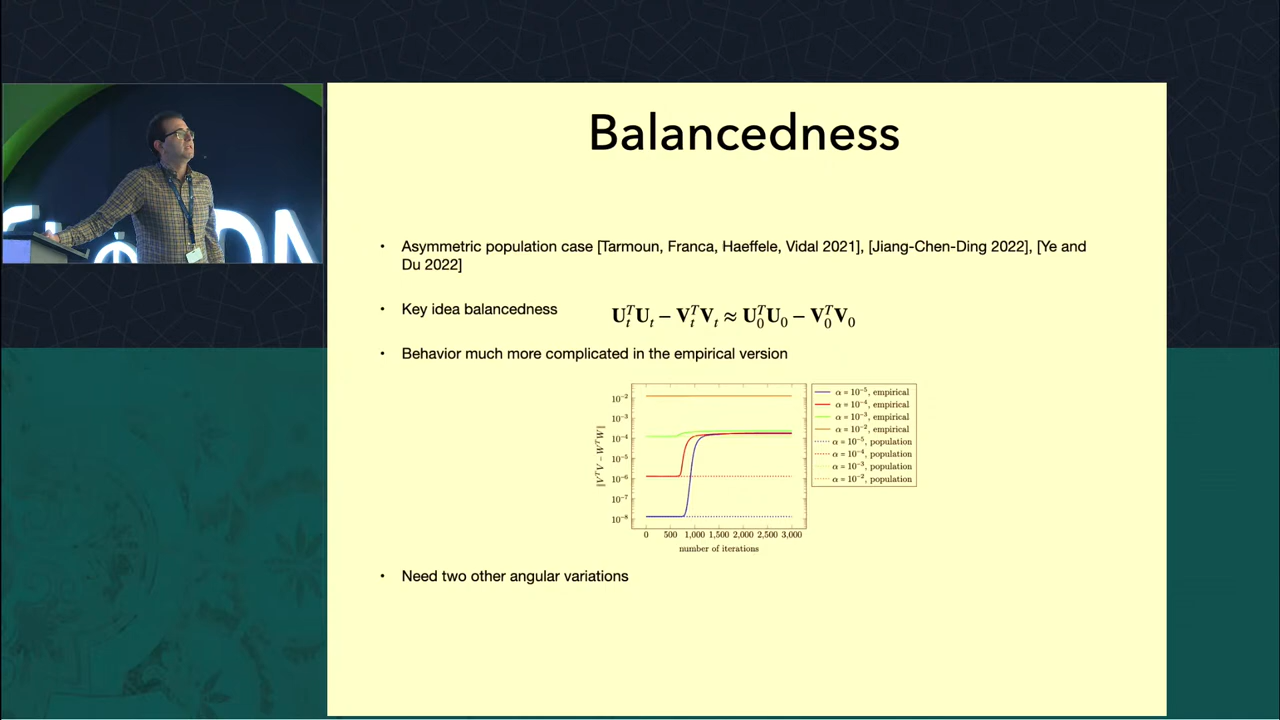 Balancedness
• Asymmetric population case [Tarmoun, Franca, Haeffele, Vidal 2021], [Jiang-Chen-Ding 2022], [Ye and
Du 2022]
• Key idea balancedness U_t^T U_t − V_t^T V_t ≈ U_0^T U_0 − V_0^T V_0
• Behavior much more complicated in the empirical version
10^−2
10^−3
10^−4
10^−5
10^−6
10^−7
10^−8
‖V^T V − W^T W‖
0 500 1,000 1,500 2,000 2,500 3,000
number of iterations
α = 10^−5, empirical
α = 10^−4, empirical
α = 10^−3, empirical
α = 10^−2, empirical
α = 10^−5, population
α = 10^−4, population
α = 10^−3, population
α = 10^−2, population
• Need two other angular variations